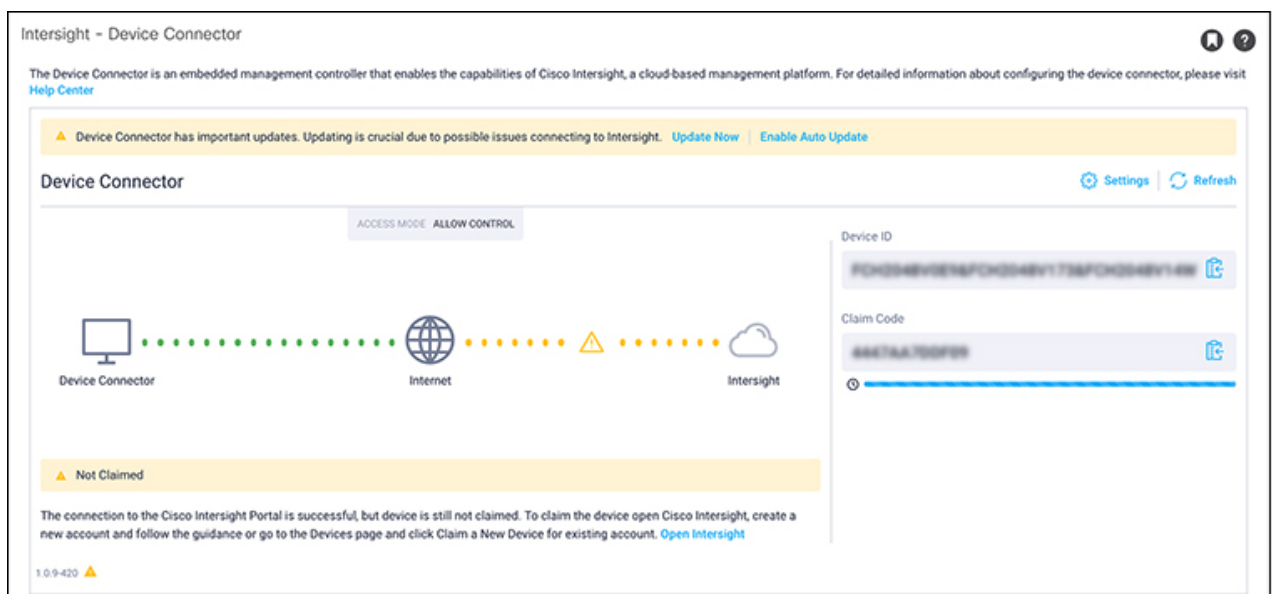 Intersight - Device Connector
The Device Connector is an embedded management controller that enables the capabilities of Cisco Intersight, a cloud-based management platform. For detailed information about configuring the device connector, please visit
Help Center
Device Connector has important updates. Updating is crucial due to possible issues connecting to Intersight. Update Now Enable Auto Update
Device Connector
Settings Refresh
ACCESS MODE ALLOW CONTROL
Device ID
Claim Code
Device Connector
Internet
Intersight
Not Claimed
The connection to the Cisco Intersight Portal is successful, but device is still not claimed. To claim the device open Cisco Intersight, create a
new account and follow the guidance or go to the Devices page and click Claim a New Device for existing account. Open Intersight
1.0.9-420